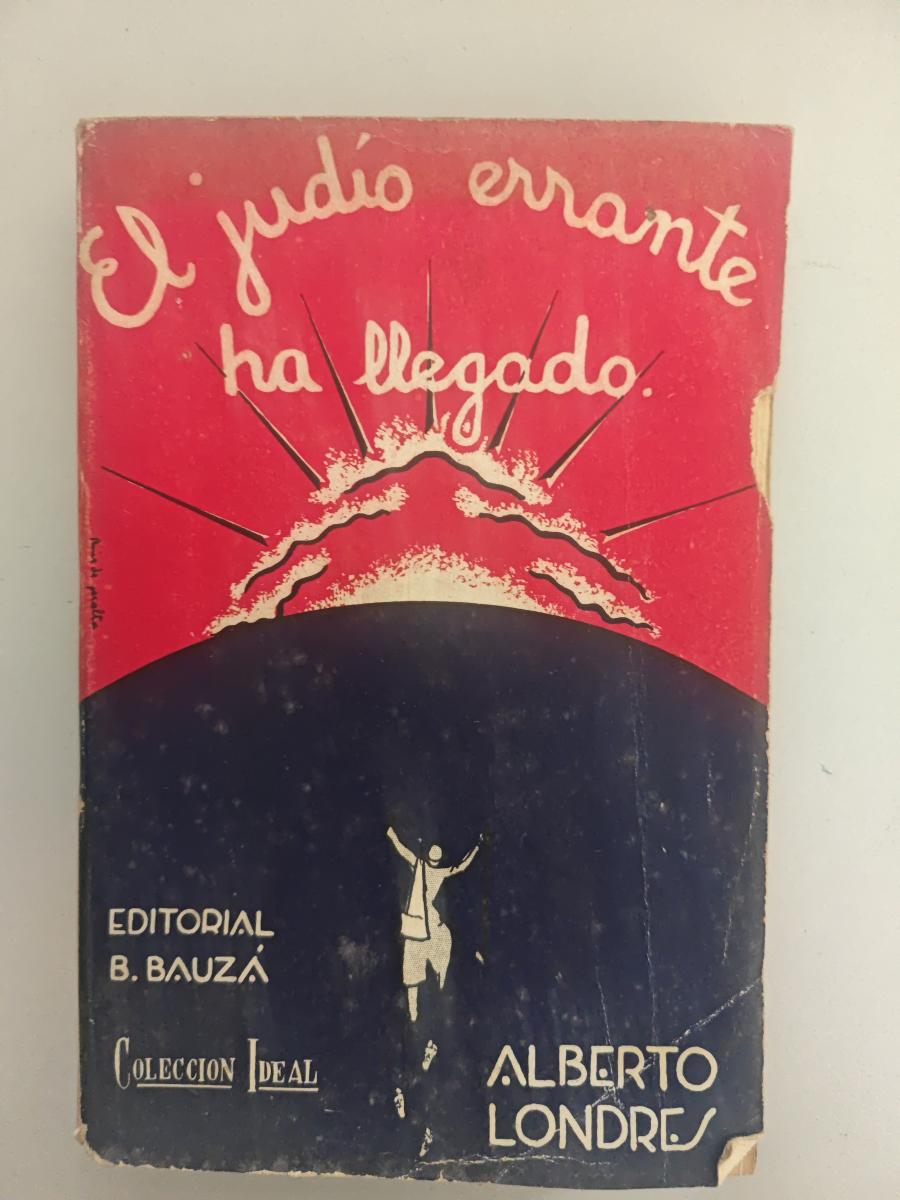 El judío errante
ha llegado.
EDITORIAL
B. BAUZÁ
COLECCION IDEAL
ALBERTO
LONDRES